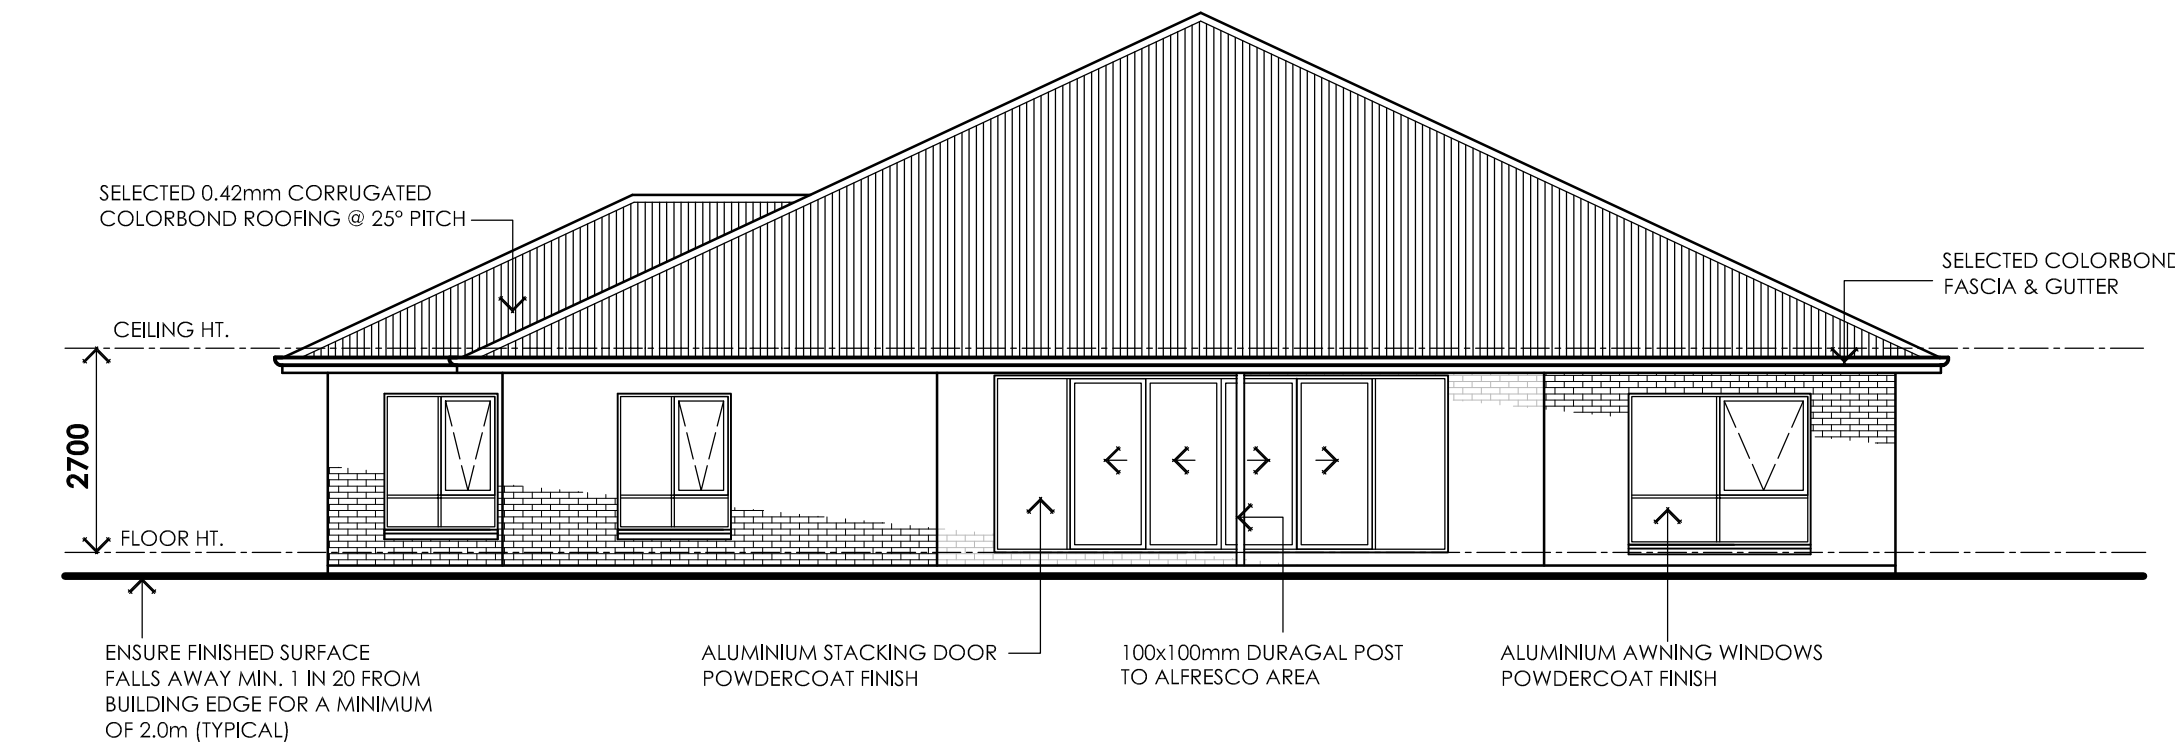 SELECTED 0.42mm CORRUGATED
COLORBOND ROOFING @ 25° PITCH
SELECTED COLORBOND
FASCIA & GUTTER
CEILING HT.
2700
FLOOR HT.
ENSURE FINISHED SURFACE
FALLS AWAY MIN. 1 IN 20 FROM
BUILDING EDGE FOR A MINIMUM
OF 2.0m (TYPICAL)
ALUMINIUM STACKING DOOR
POWDERCOAT FINISH
100x100mm DURAGAL POST
TO ALFRESCO AREA
ALUMINIUM AWNING WINDOWS
POWDERCOAT FINISH